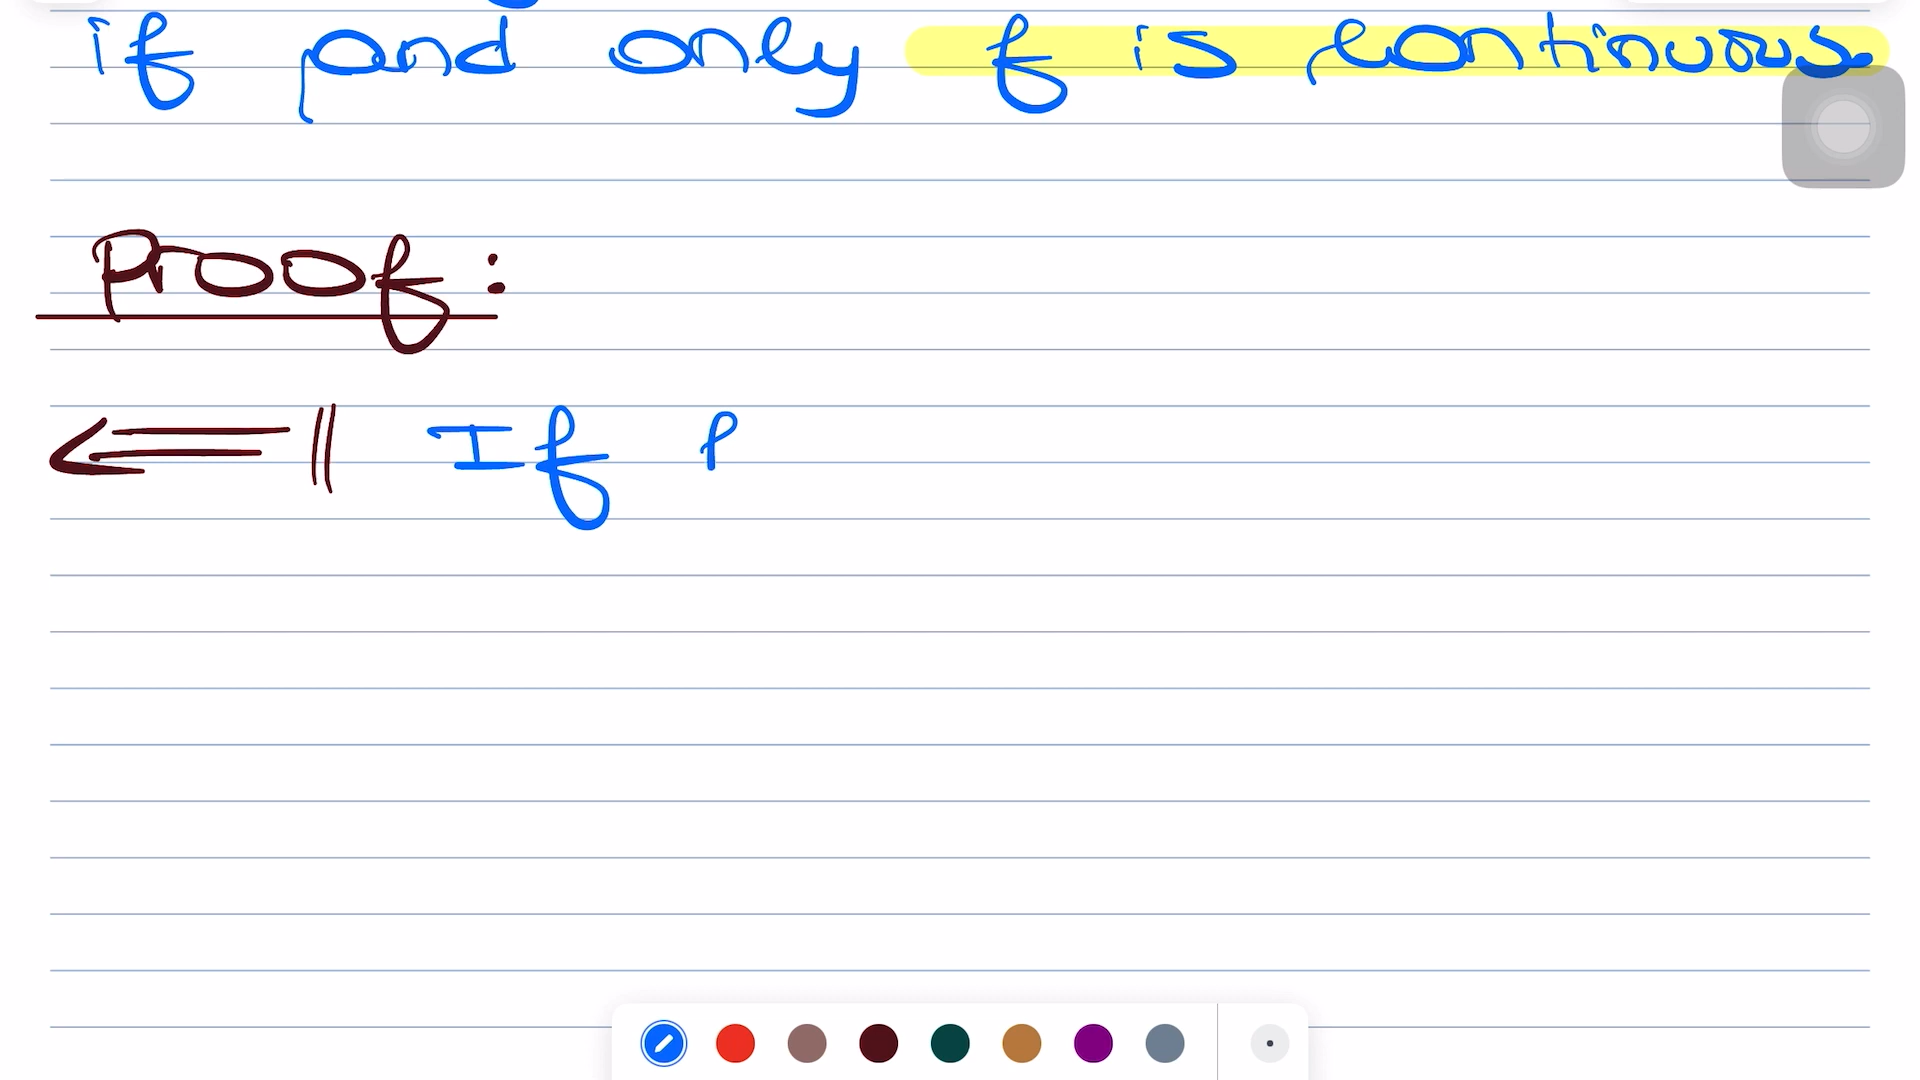 if and only f is continuous.
Proof :
⇐ || If